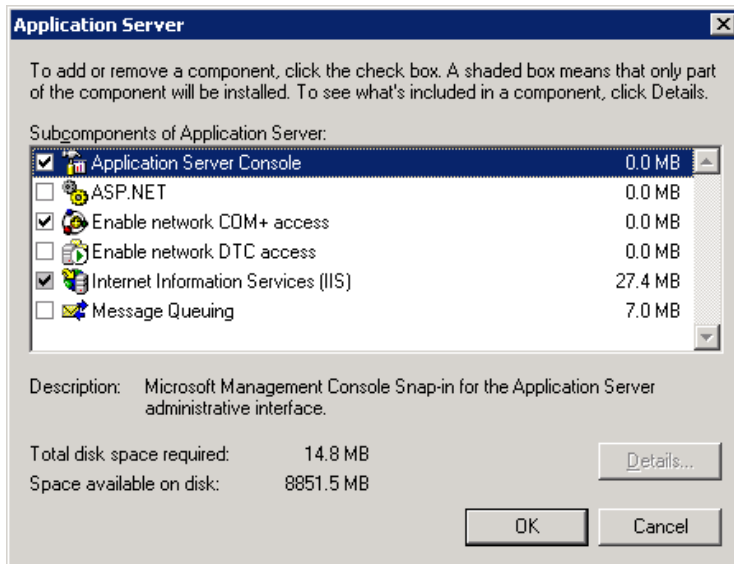 Application Server
To add or remove a component, click the check box. A shaded box means that only part
of the component will be installed. To see what's included in a component, click Details.
Subcomponents of Application Server:
Application Server Console 0.0 MB
ASP.NET 0.0 MB
Enable network COM+ access 0.0 MB
Enable network DTC access 0.0 MB
Internet Information Services (IIS) 27.4 MB
Message Queuing 7.0 MB
Description: Microsoft Management Console Snap-in for the Application Server
administrative interface.
Total disk space required: 14.8 MB
Details...
Space available on disk: 8851.5 MB
OK Cancel